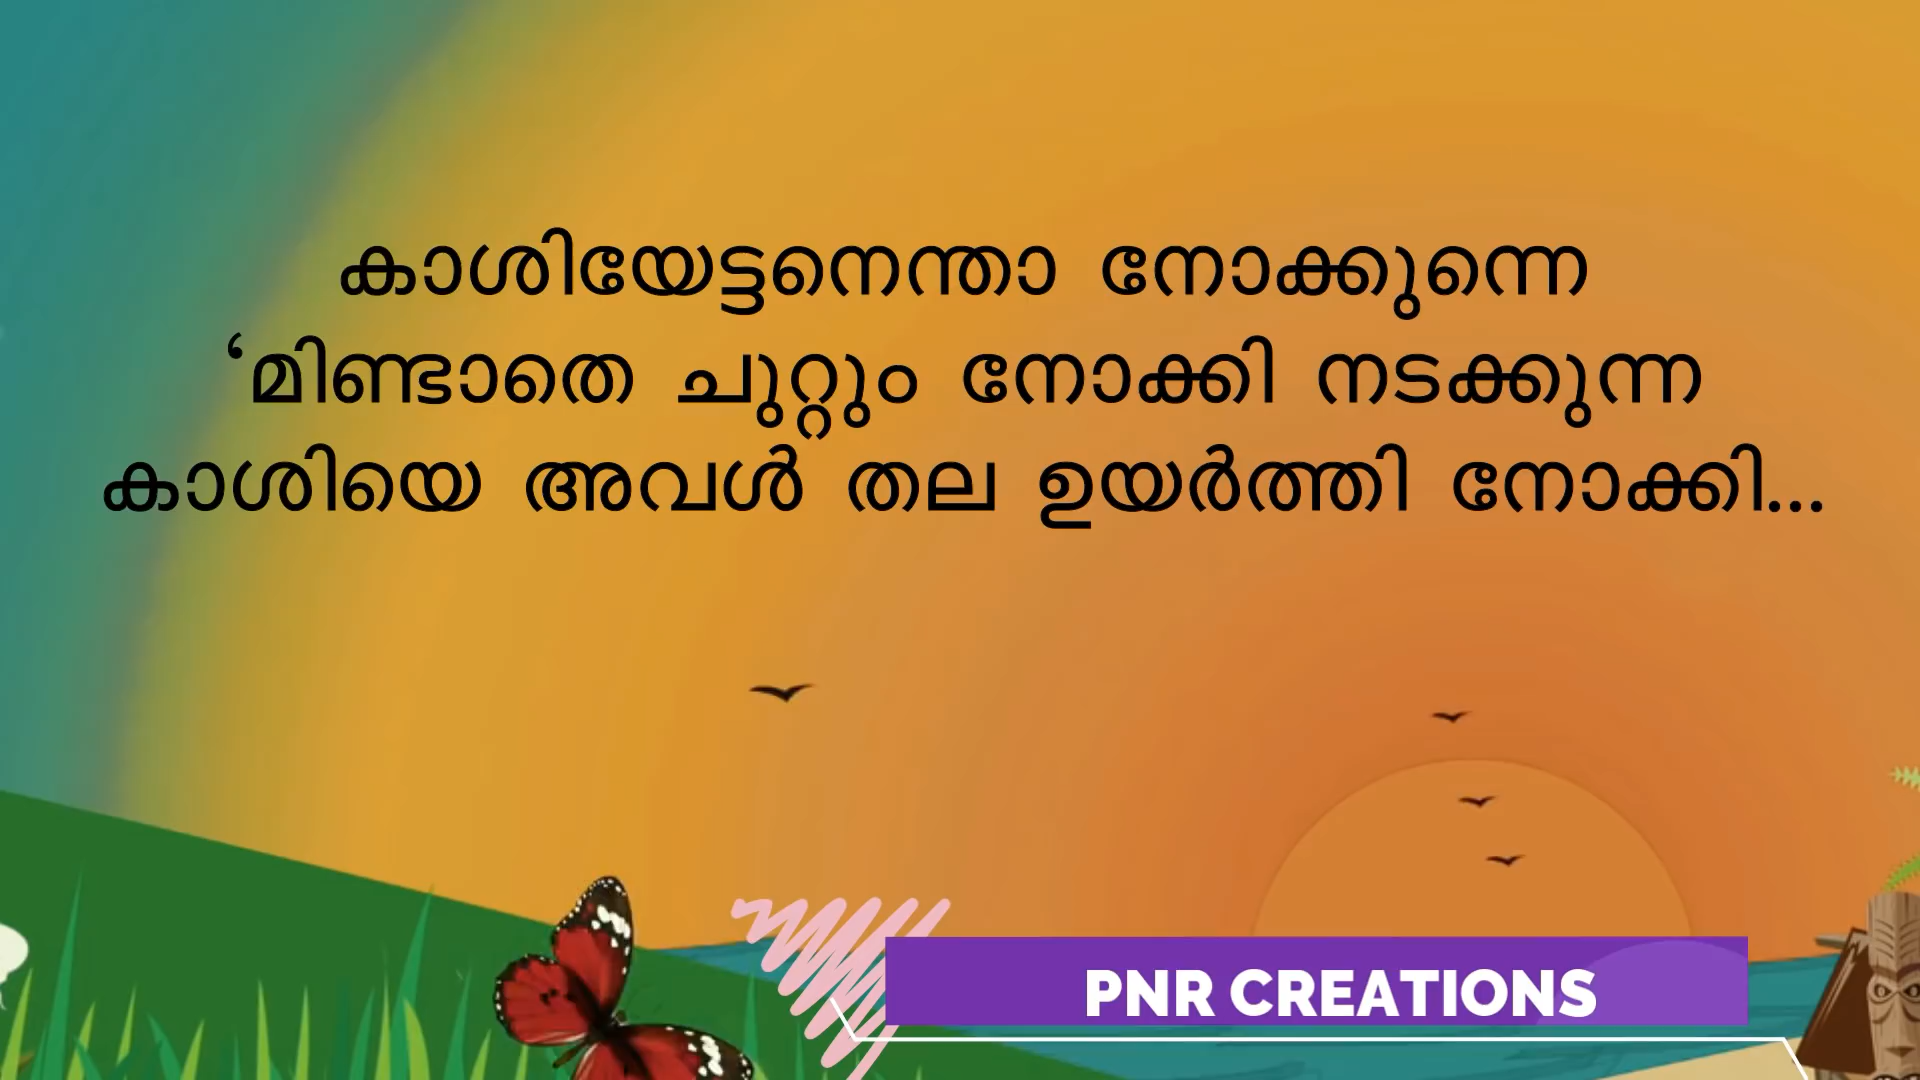 കാശിയേട്ടനെന്താ നോക്കുന്നെ
‘മിണ്ടാതെ ചുറ്റും നോക്കി നടക്കുന്ന
കാശിയെ അവൾ തല ഉയർത്തി നോക്കി...
PNR CREATIONS